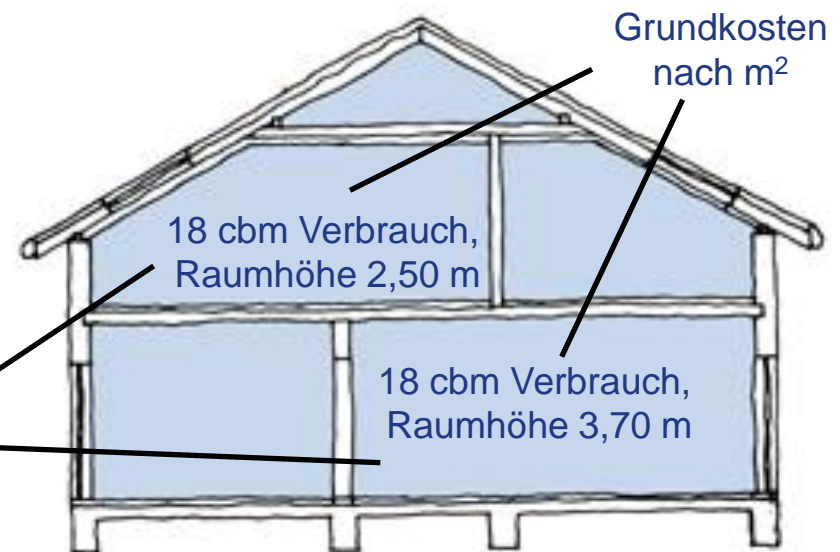 Grundkosten
nach m²
18 cbm Verbrauch,
Raumhöhe 2,50 m
18 cbm Verbrauch,
Raumhöhe 3,70 m